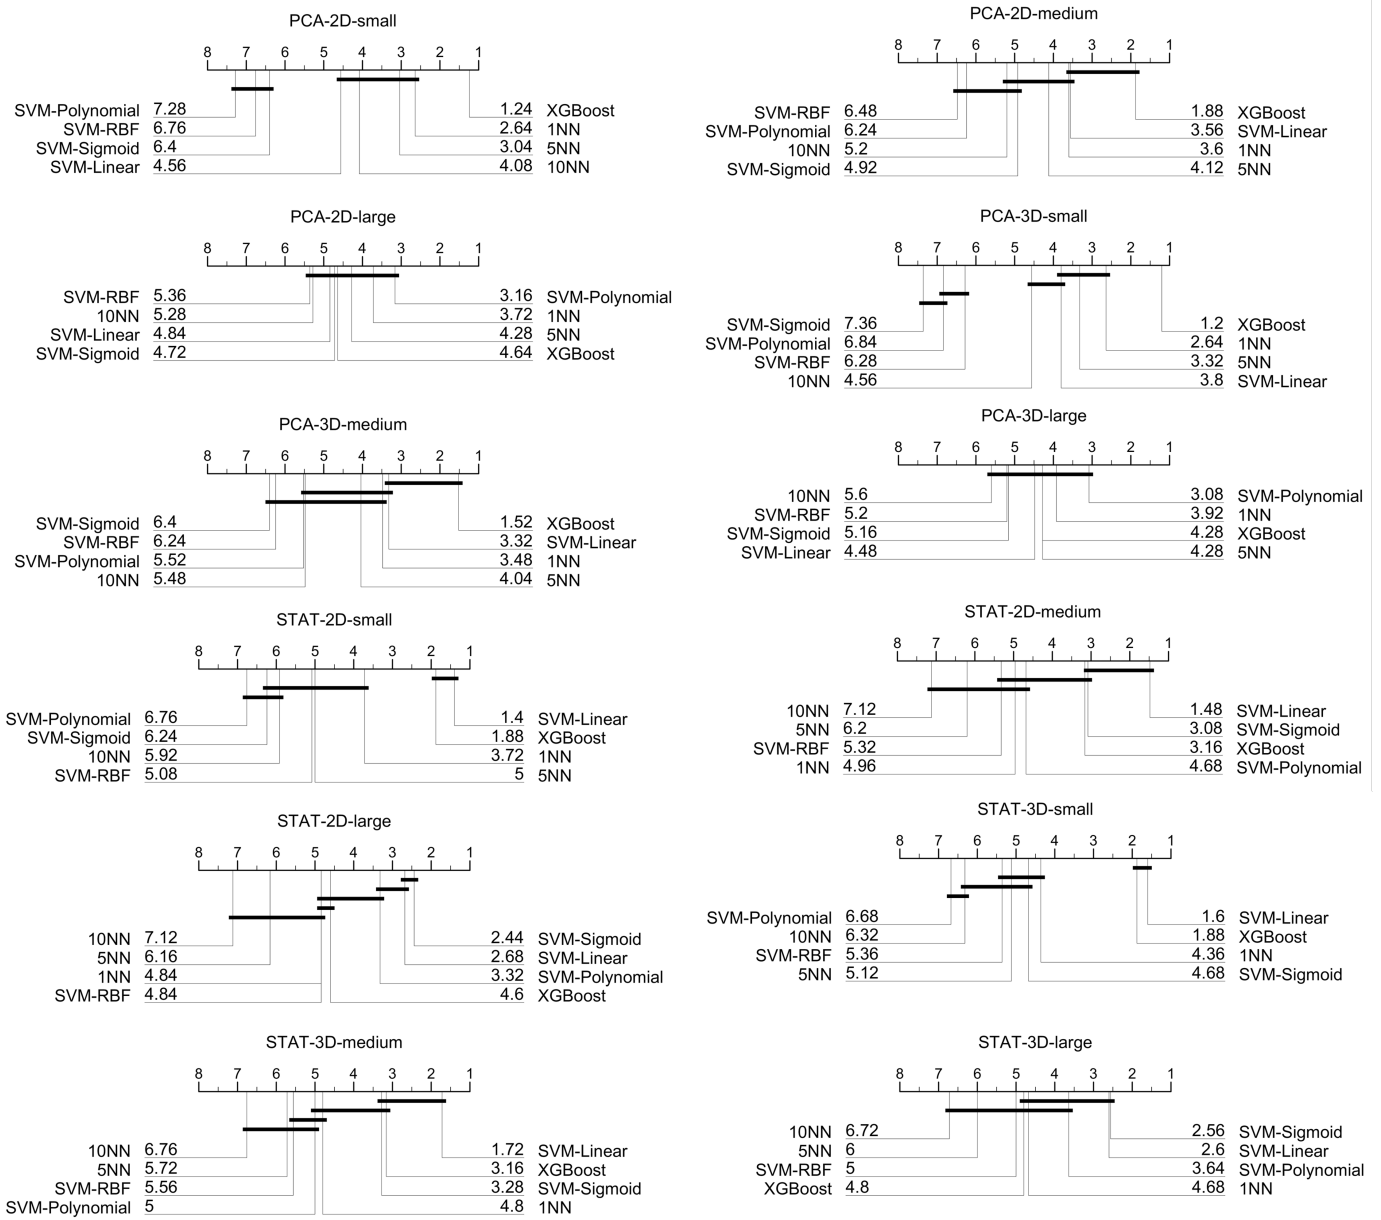 PCA-2D-small
8 7 6 5 4 3 2 1
SVM-Polynomial 7.28 1.24 XGBoost
SVM-RBF 6.76 2.64 1NN
SVM-Sigmoid 6.4 3.04 5NN
SVM-Linear 4.56 4.08 10NN
PCA-2D-medium
8 7 6 5 4 3 2 1
SVM-RBF 6.48 1.88 XGBoost
SVM-Polynomial 6.24 3.56 SVM-Linear
10NN 5.2 3.6 1NN
SVM-Sigmoid 4.92 4.12 5NN
PCA-2D-large
8 7 6 5 4 3 2 1
SVM-RBF 5.36 3.16 SVM-Polynomial
10NN 5.28 3.72 1NN
SVM-Linear 4.84 4.28 5NN
SVM-Sigmoid 4.72 4.64 XGBoost
PCA-3D-small
8 7 6 5 4 3 2 1
SVM-Sigmoid 7.36 1.2 XGBoost
SVM-Polynomial 6.84 2.64 1NN
SVM-RBF 6.28 3.32 5NN
10NN 4.56 3.8 SVM-Linear
PCA-3D-medium
8 7 6 5 4 3 2 1
SVM-Sigmoid 6.4 1.52 XGBoost
SVM-RBF 6.24 3.32 SVM-Linear
SVM-Polynomial 5.52 3.48 1NN
10NN 5.48 4.04 5NN
PCA-3D-large
8 7 6 5 4 3 2 1
10NN 5.6 3.08 SVM-Polynomial
SVM-RBF 5.2 3.92 1NN
SVM-Sigmoid 5.16 4.28 XGBoost
SVM-Linear 4.48 4.28 5NN
STAT-2D-small
8 7 6 5 4 3 2 1
SVM-Polynomial 6.76 1.4 SVM-Linear
SVM-Sigmoid 6.24 1.88 XGBoost
10NN 5.92 3.72 1NN
SVM-RBF 5.08 5 5NN
STAT-2D-medium
8 7 6 5 4 3 2 1
10NN 7.12 1.48 SVM-Linear
5NN 6.2 3.08 SVM-Sigmoid
SVM-RBF 5.32 3.16 XGBoost
1NN 4.96 4.68 SVM-Polynomial
STAT-2D-large
8 7 6 5 4 3 2 1
10NN 7.12 2.44 SVM-Sigmoid
5NN 6.16 2.68 SVM-Linear
1NN 4.84 3.32 SVM-Polynomial
SVM-RBF 4.84 4.6 XGBoost
STAT-3D-small
8 7 6 5 4 3 2 1
SVM-Polynomial 6.68 1.6 SVM-Linear
10NN 6.32 1.88 XGBoost
SVM-RBF 5.36 4.36 1NN
5NN 5.12 4.68 SVM-Sigmoid
STAT-3D-medium
8 7 6 5 4 3 2 1
10NN 6.76 1.72 SVM-Linear
5NN 5.72 3.16 XGBoost
SVM-RBF 5.56 3.28 SVM-Sigmoid
SVM-Polynomial 5 4.8 1NN
STAT-3D-large
8 7 6 5 4 3 2 1
10NN 6.72 2.56 SVM-Sigmoid
5NN 6 2.6 SVM-Linear
SVM-RBF 5 3.64 SVM-Polynomial
XGBoost 4.8 4.68 1NN